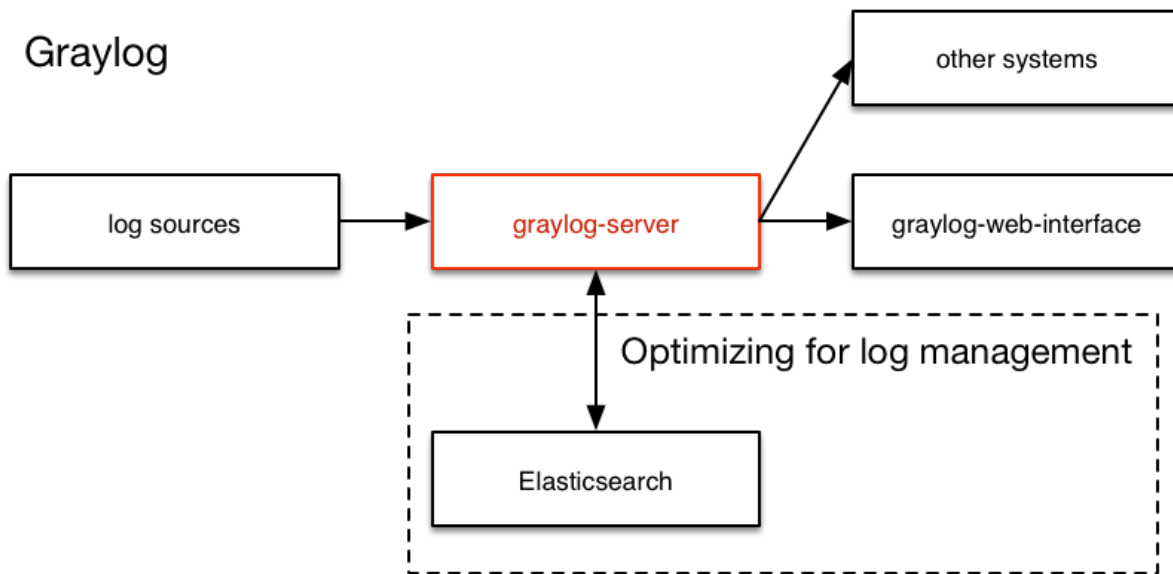 Graylog
other systems
log sources
graylog-server
graylog-web-interface
Optimizing for log management
Elasticsearch